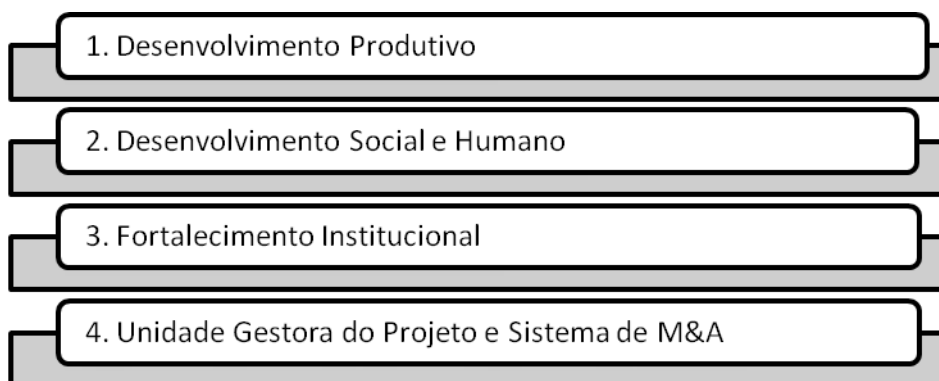 1. Desenvolvimento Produtivo
2. Desenvolvimento Social e Humano
3. Fortalecimento Institucional
4. Unidade Gestora do Projeto e Sistema de M&A